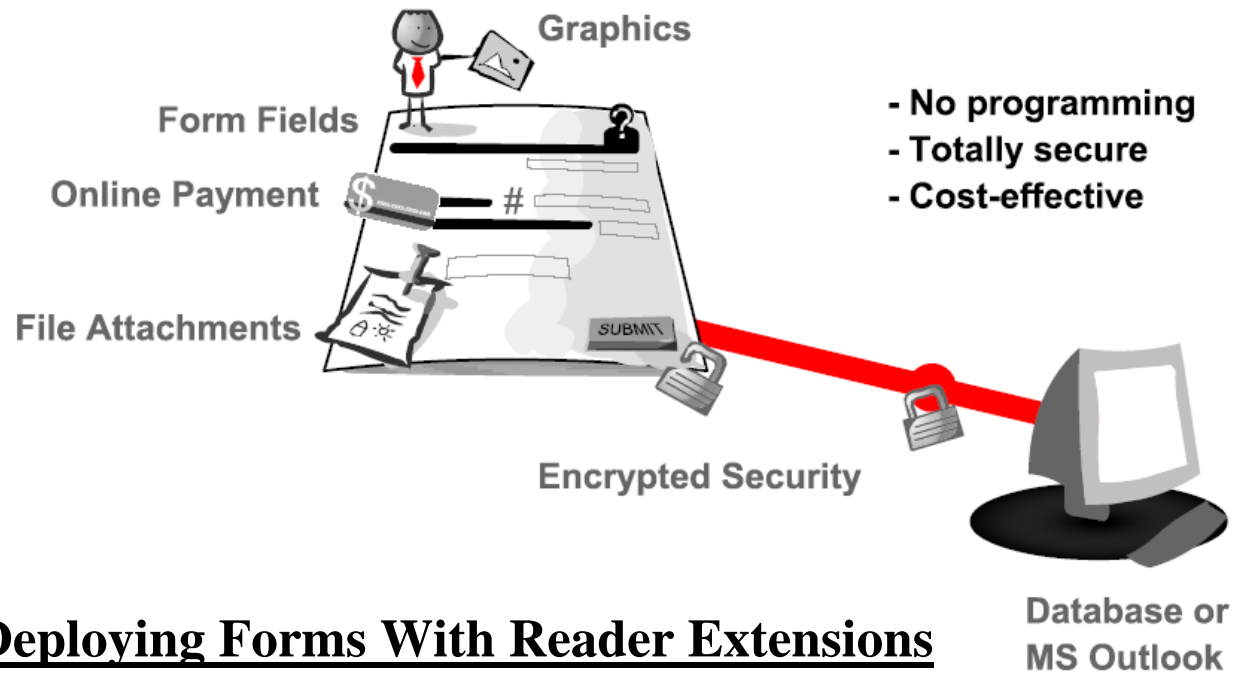 Graphics
Form Fields
- No programming
- Totally secure
- Cost-effective
Online Payment
$
#
File Attachments
SUBMIT
?
Encrypted Security
Database or
MS Outlook
Deploying Forms With Reader Extensions